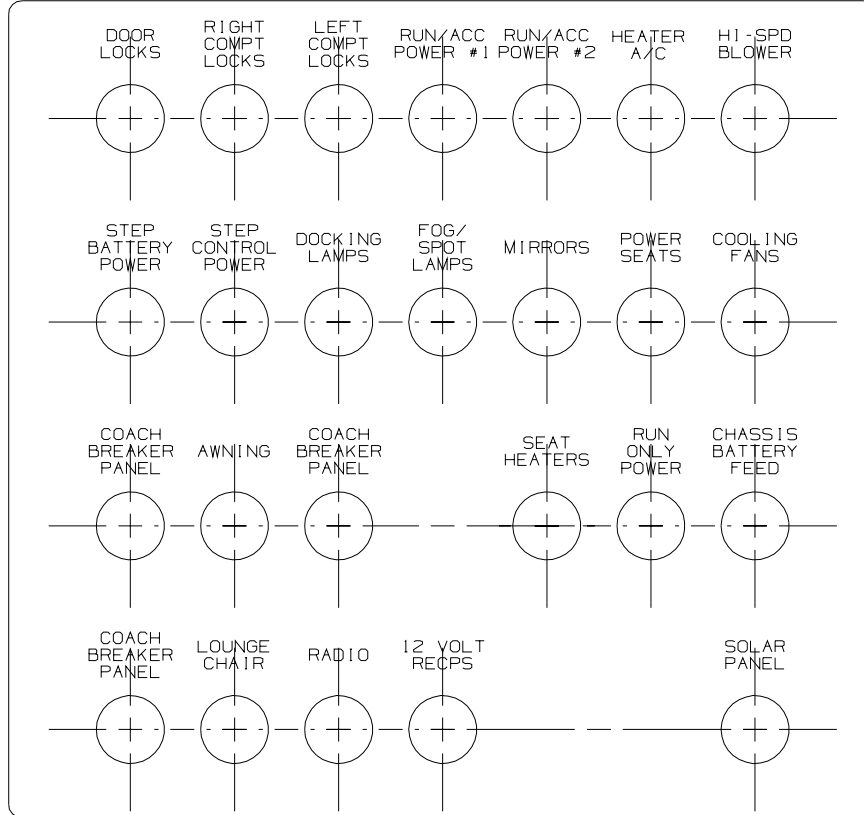 DOOR
LOCKS
RIGHT
COMPT
LOCKS
LEFT
COMPT
LOCKS
RUN/ACC
POWER #1
RUN/ACC
POWER #2
HEATER
A/C
HI-SPD
BLOWER
STEP
BATTERY
POWER
STEP
CONTROL
POWER
DOCKING
LAMPS
FOG/
SPOT
LAMPS
MIRRORS
POWER
SEATS
COOLING
FANS
COACH
BREAKER
PANEL
AWNING
COACH
BREAKER
PANEL
SEAT
HEATERS
RUN
ONLY
POWER
CHASSIS
BATTERY
FEED
COACH
BREAKER
PANEL
LOUNGE
CHAIR
RADIO
12 VOLT
RECPS
SOLAR
PANEL